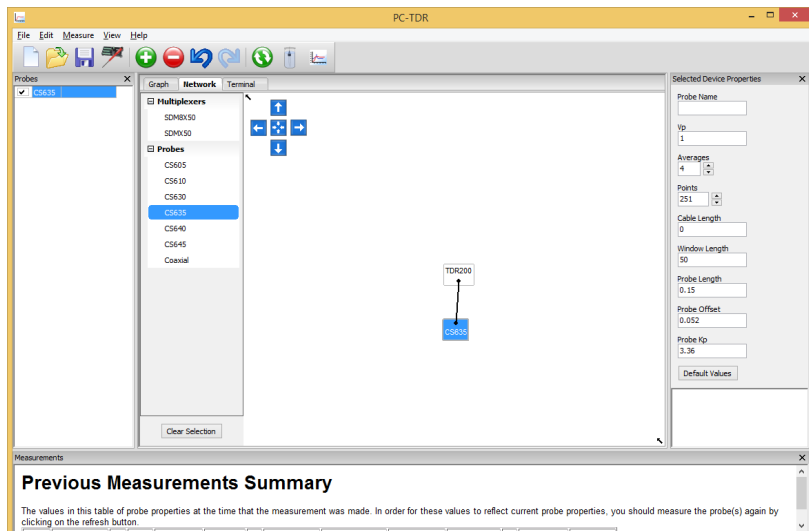 PC-TDR
File Edit Measure View Help
Probes
CS635
Graph Network Terminal
Multiplexers
SDM8X50
SDMX50
Probes
CS605
CS610
CS630
CS635
CS640
CS645
Coaxial
Clear Selection
TDR200
CS635
Selected Device Properties
Probe Name
Vp
1
Averages
4
Points
251
Cable Length
0
Window Length
50
Probe Length
0.15
Probe Offset
0.052
Probe Kp
3.36
Default Values
Measurements
Previous Measurements Summary
The values in this table of probe properties at the time that the measurement was made. In order for these values to reflect current probe properties, you should measure the probe(s) again by
clicking on the refresh button.